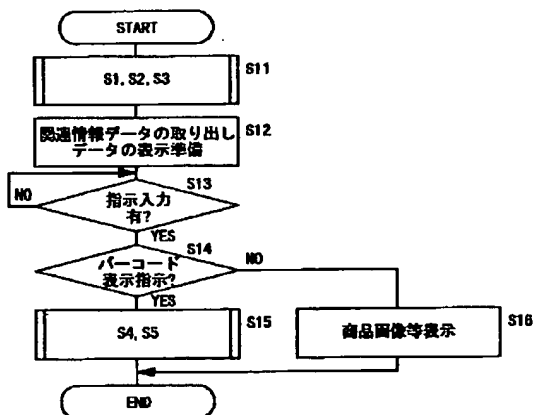 START
S1, S2, S3
S11
関連情報データの取り出し
データの表示準備
S12
S13
指示入力
有?
NO
YES
S14
バーコード
表示指示?
NO
YES
S4, S5
S15
商品画像等表示
S16
END